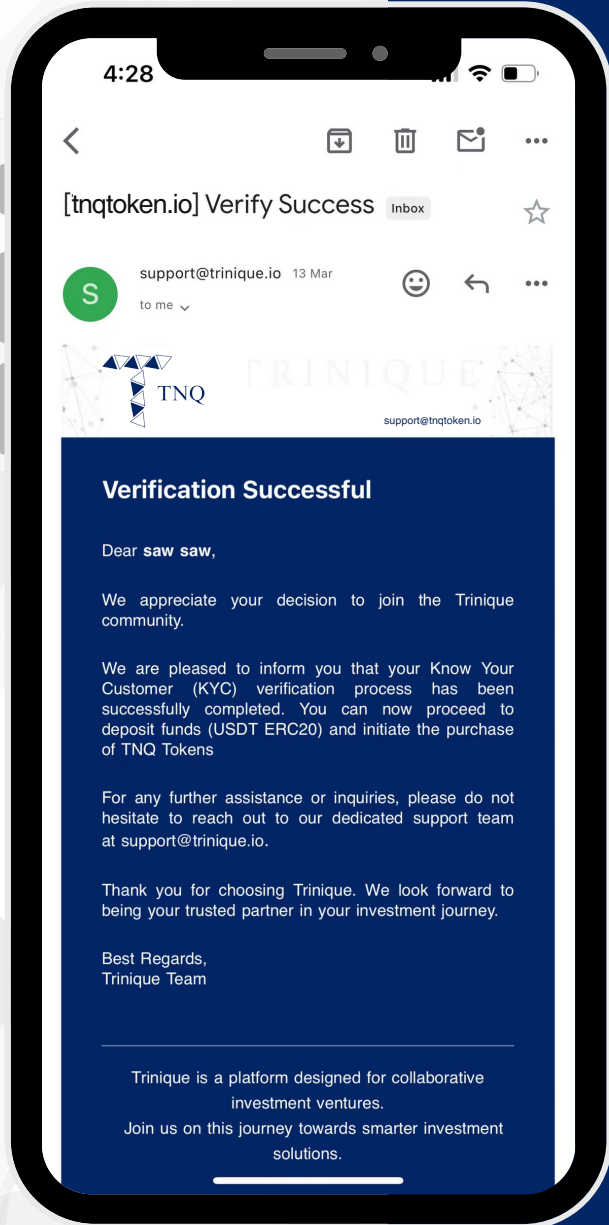 4:28
[tnqtoken.io] Verify Success Inbox
support@trinique.io 13 Mar
S
to me
TRINIQUE
TNQ
support@tnqtoken.io
Verification Successful
Dear saw saw,
We appreciate your decision to join the Trinique
community.
We are pleased to inform you that your Know Your
Customer (KYC) verification process has been
successfully completed. You can now proceed to
deposit funds (USDT ERC20) and initiate the purchase
of TNQ Tokens
For any further assistance or inquiries, please do not
hesitate to reach out to our dedicated support team
at support@trinique.io.
Thank you for choosing Trinique. We look forward to
being your trusted partner in your investment journey.
Best Regards,
Trinique Team
Trinique is a platform designed for collaborative
investment ventures.
Join us on this journey towards smarter investment
solutions.